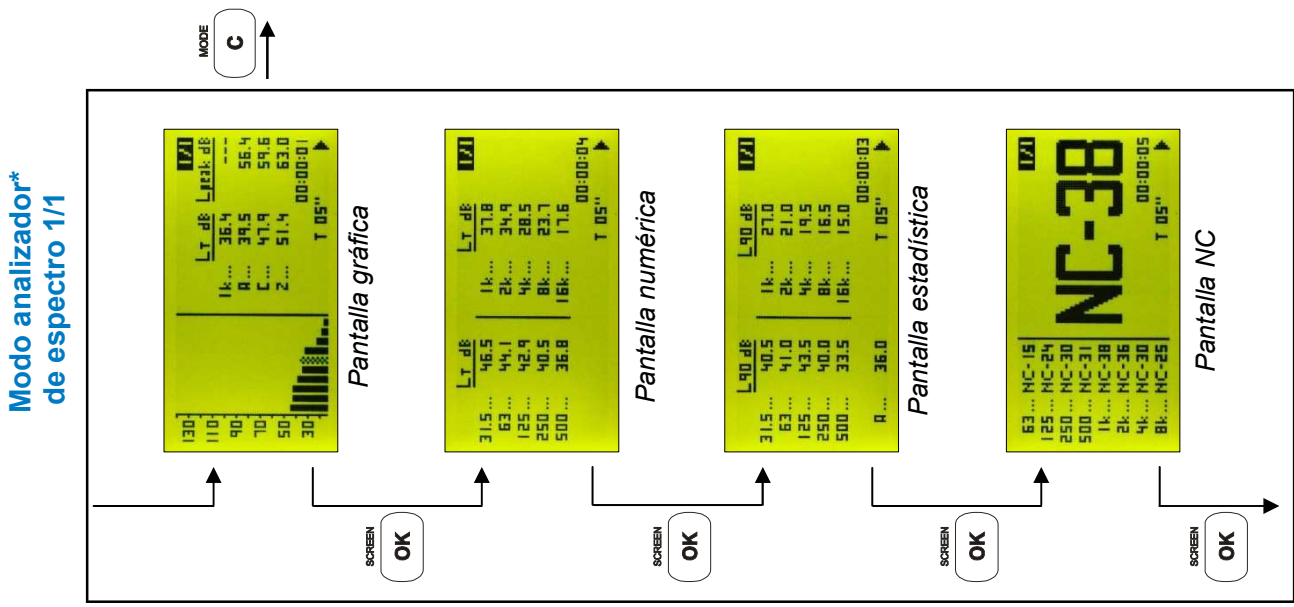 Modo analizador*
de espectro 1/1
MODE
C
1/1
LT dB Lpeak dB
130
110
90
70
50
30
1k... 36.4 ---
A... 39.5 56.4
C... 47.9 59.6
Z... 51.4 63.0
00:00:01
T 05"
Pantalla gráfica
SCREEN
OK
1/1
LT dB LT dB
31.5... 46.5 1k... 37.8
63... 44.1 2k... 34.9
125... 42.9 4k... 28.5
250... 40.5 8k... 23.7
500... 36.8 16k... 17.6
00:00:04
T 05"
Pantalla numérica
SCREEN
OK
1/1
L90 dB L90 dB
31.5... 40.5 1k... 27.0
63... 41.0 2k... 21.0
125... 43.5 4k... 19.5
250... 40.0 8k... 16.5
500... 33.5 16k... 15.0
A... 36.0
00:00:03
T 05"
Pantalla estadística
SCREEN
OK
1/1
63... NC-15
125... NC-24
250... NC-30
500... NC-31
1k... NC-38
2k... NC-36
4k... NC-30
8k... NC-25
NC-38
00:00:05
T 05"
Pantalla NC
SCREEN
OK